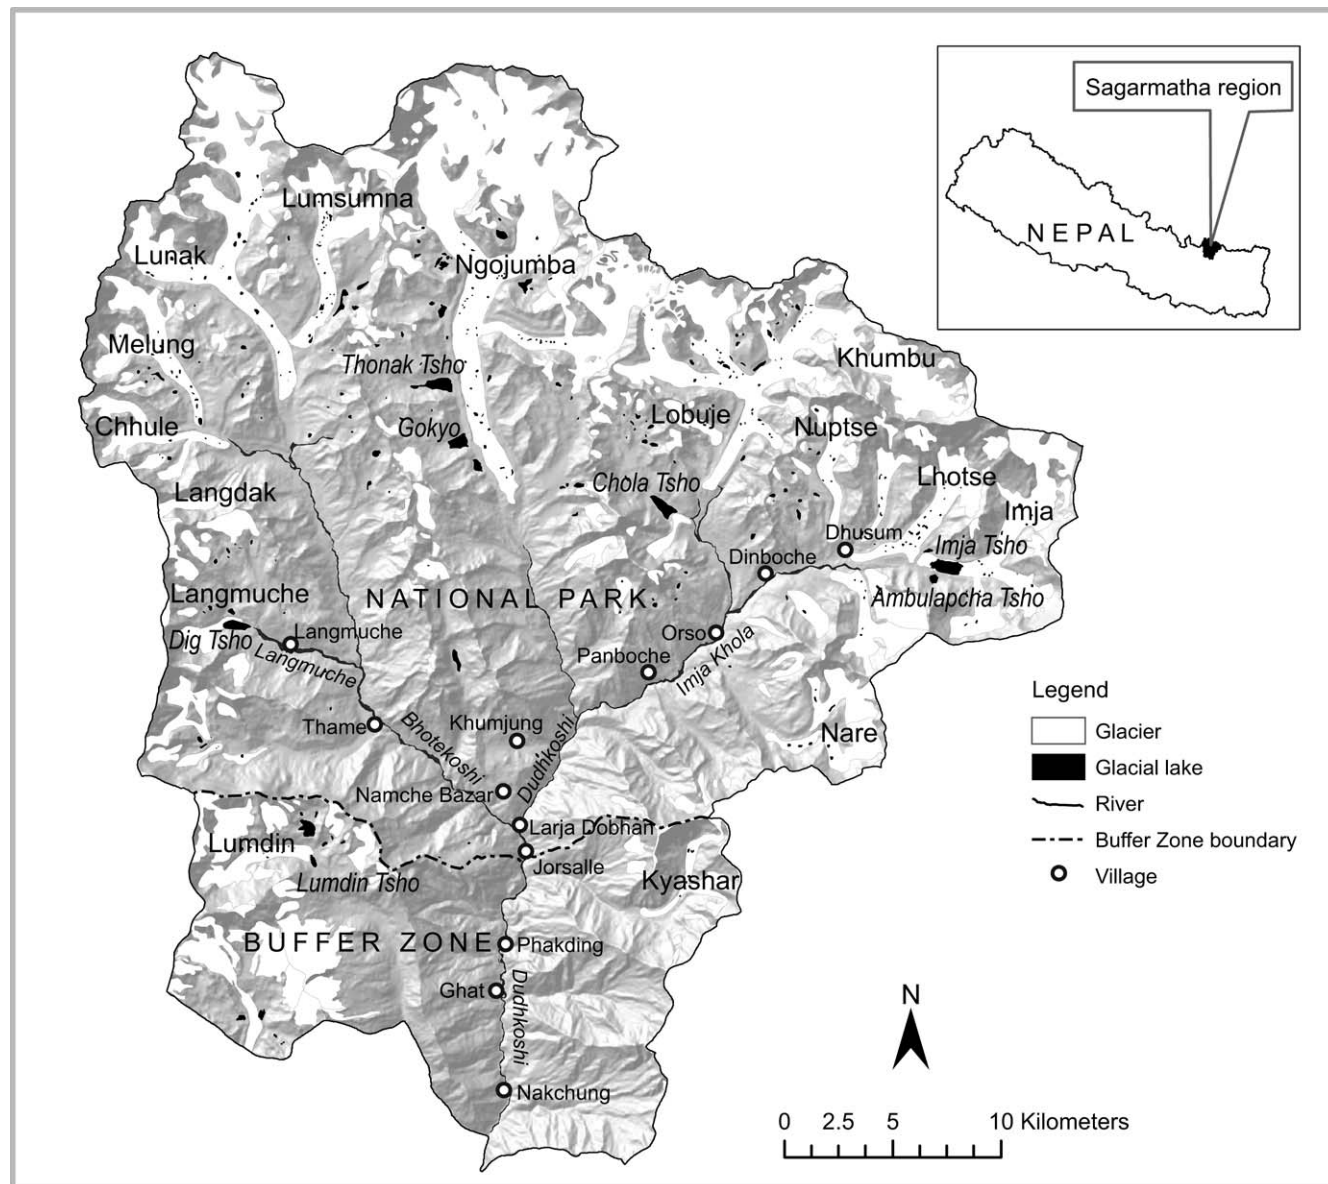 Sagarmatha region
NEPAL
Lumsumna
Lunak
Ngojumba
Melung
Thonak Tsho
Khumbu
Chhule
Gokyo
Lobuje
Nuptse
Langdak
Chola Tsho
Lhotse
Imja
Dhusum
Imja Tsho
Dinboche
Langmuche
NATIONAL PARK
Ambulapcha Tsho
Dig Tsho
Langmuche
Langmuche
Orso
Imja Khola
Panboche
Thame
Bhotekoshi
Khumjung
Dudhkoshi
Nare
Namche Bazar
Larja Dobhan
Lumdin
Jorsalle
Lumdin Tsho
Kyashar
BUFFER ZONE
Phakding
Ghat
Dudhkoshi
Nakchung
Legend
Glacier
Glacial lake
River
Buffer Zone boundary
Village
N
0 2.5 5 10 Kilometers